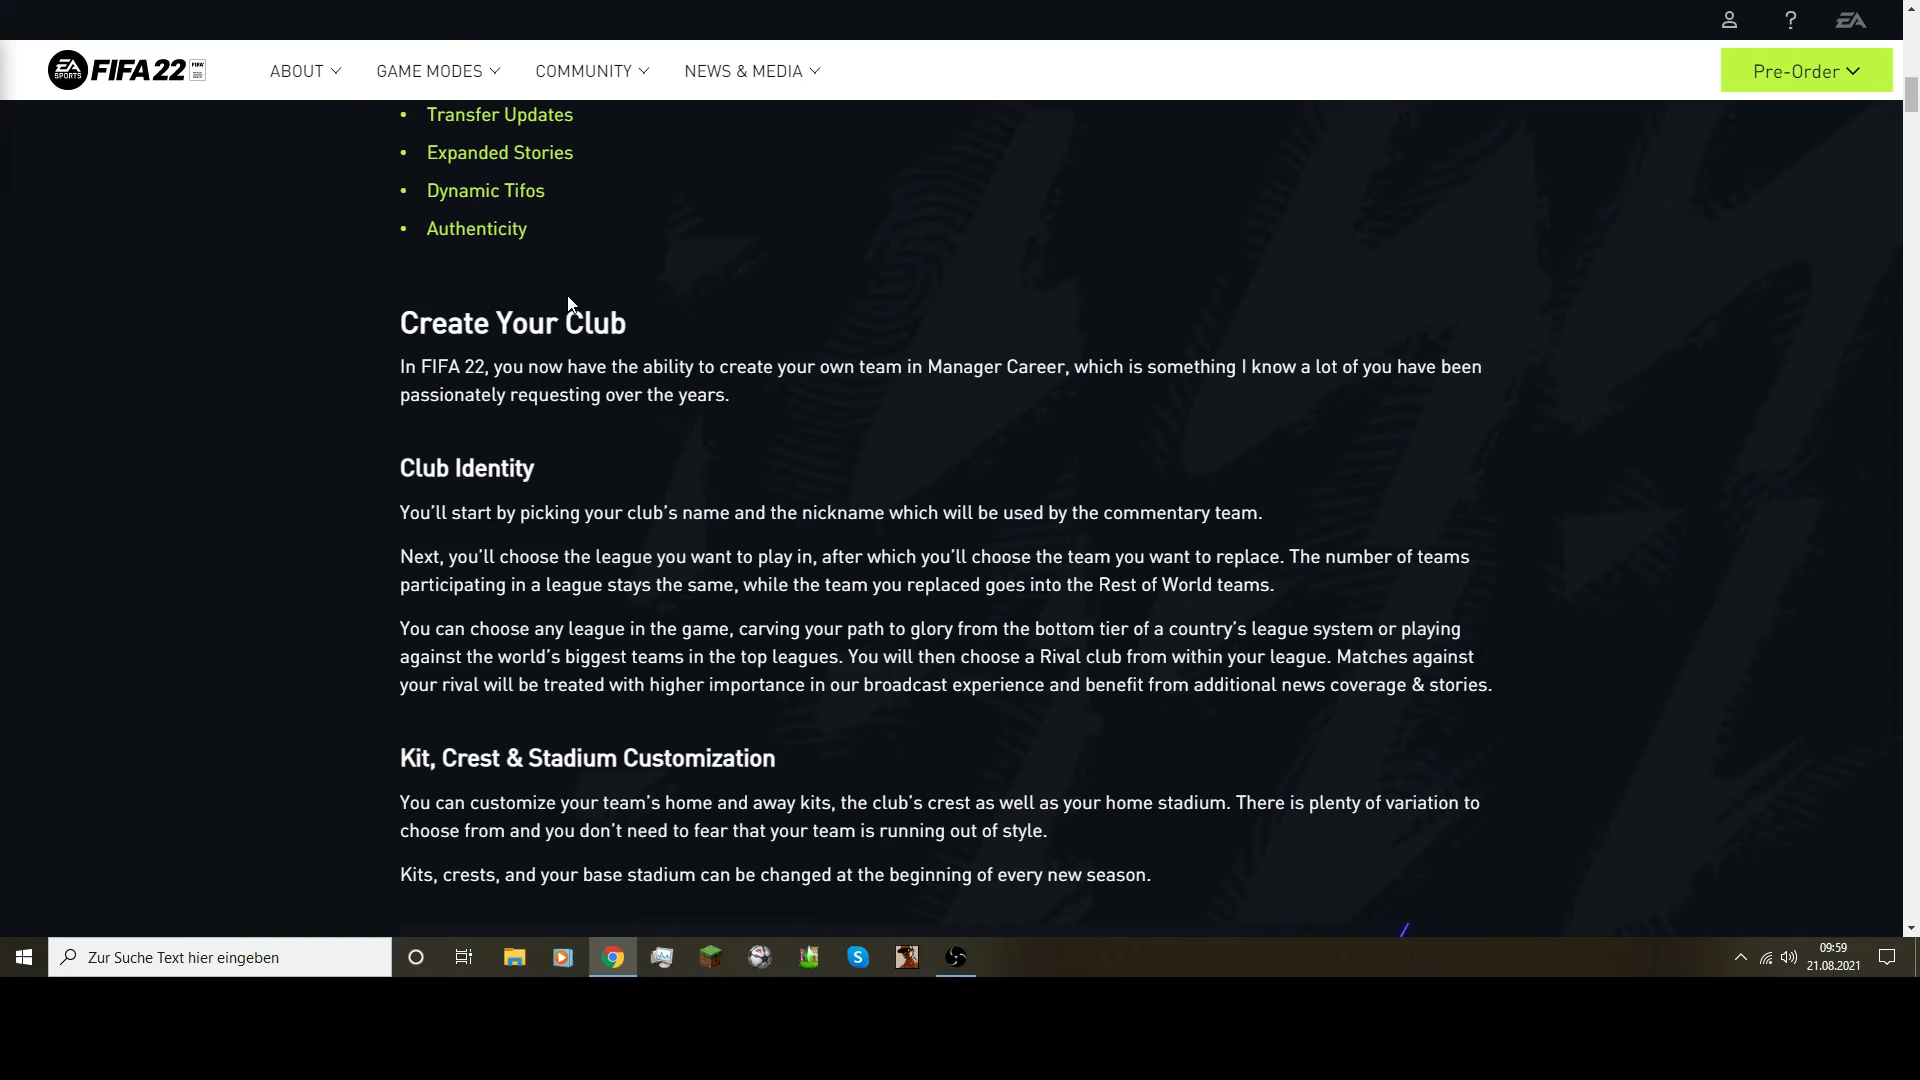 EA
EA SPORTS FIFA 22 FIFA
ABOUT GAME MODES COMMUNITY NEWS & MEDIA Pre-Order
• Transfer Updates
• Expanded Stories
• Dynamic Tifos
• Authenticity
Create Your Club
In FIFA 22, you now have the ability to create your own team in Manager Career, which is something I know a lot of you have been
passionately requesting over the years.
Club Identity
You'll start by picking your club's name and the nickname which will be used by the commentary team.
Next, you'll choose the league you want to play in, after which you'll choose the team you want to replace. The number of teams
participating in a league stays the same, while the team you replaced goes into the Rest of World teams.
You can choose any league in the game, carving your path to glory from the bottom tier of a country's league system or playing
against the world's biggest teams in the top leagues. You will then choose a Rival club from within your league. Matches against
your rival will be treated with higher importance in our broadcast experience and benefit from additional news coverage & stories.
Kit, Crest & Stadium Customization
You can customize your team's home and away kits, the club's crest as well as your home stadium. There is plenty of variation to
choose from and you don't need to fear that your team is running out of style.
Kits, crests, and your base stadium can be changed at the beginning of every new season.
Zur Suche Text hier eingeben
09:59
21.08.2021